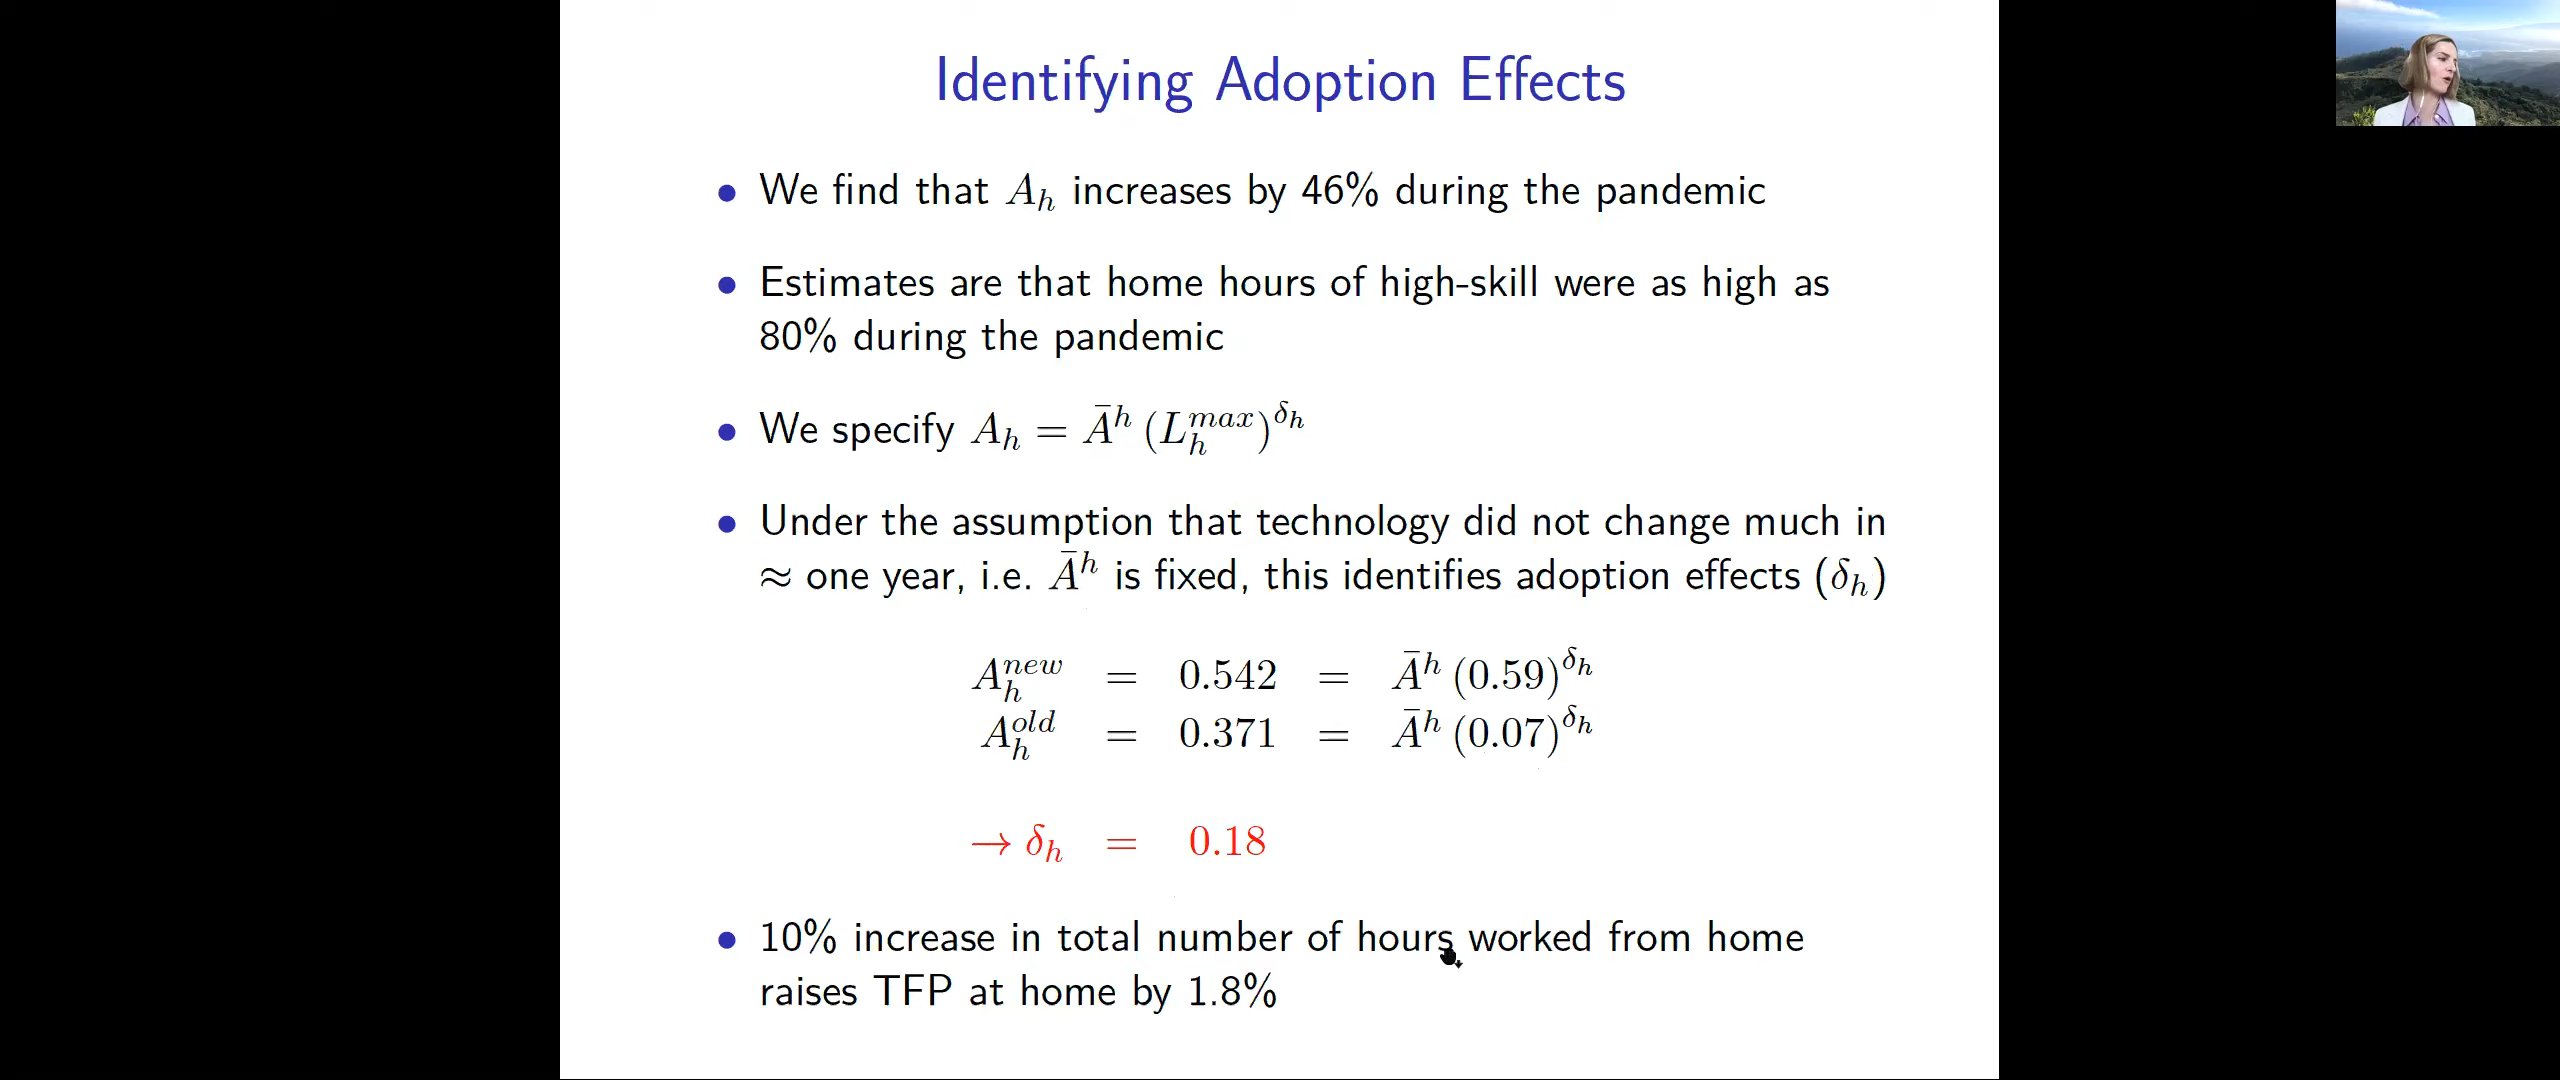 Identifying Adoption Effects
• We find that A_h increases by 46% during the pandemic
• Estimates are that home hours of high-skill were as high as
80% during the pandemic
• We specify A_h = Ā^h (L_h^{max})^{δ_h}
• Under the assumption that technology did not change much in
≈ one year, i.e. Ā^h is fixed, this identifies adoption effects (δ_h)
A_h^{new} = 0.542 = Ā^h (0.59)^{δ_h}
A_h^{old} = 0.371 = Ā^h (0.07)^{δ_h}
→ δ_h = 0.18
• 10% increase in total number of hours worked from home
raises TFP at home by 1.8%